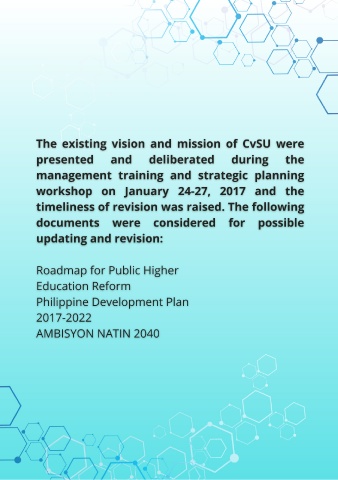 The existing vision and mission of CvSU were
presented and deliberated during the
management training and strategic planning
workshop on January 24-27, 2017 and the
timeliness of revision was raised. The following
documents were considered for possible
updating and revision:
Roadmap for Public Higher
Education Reform
Philippine Development Plan
2017-2022
AMBISYON NATIN 2040